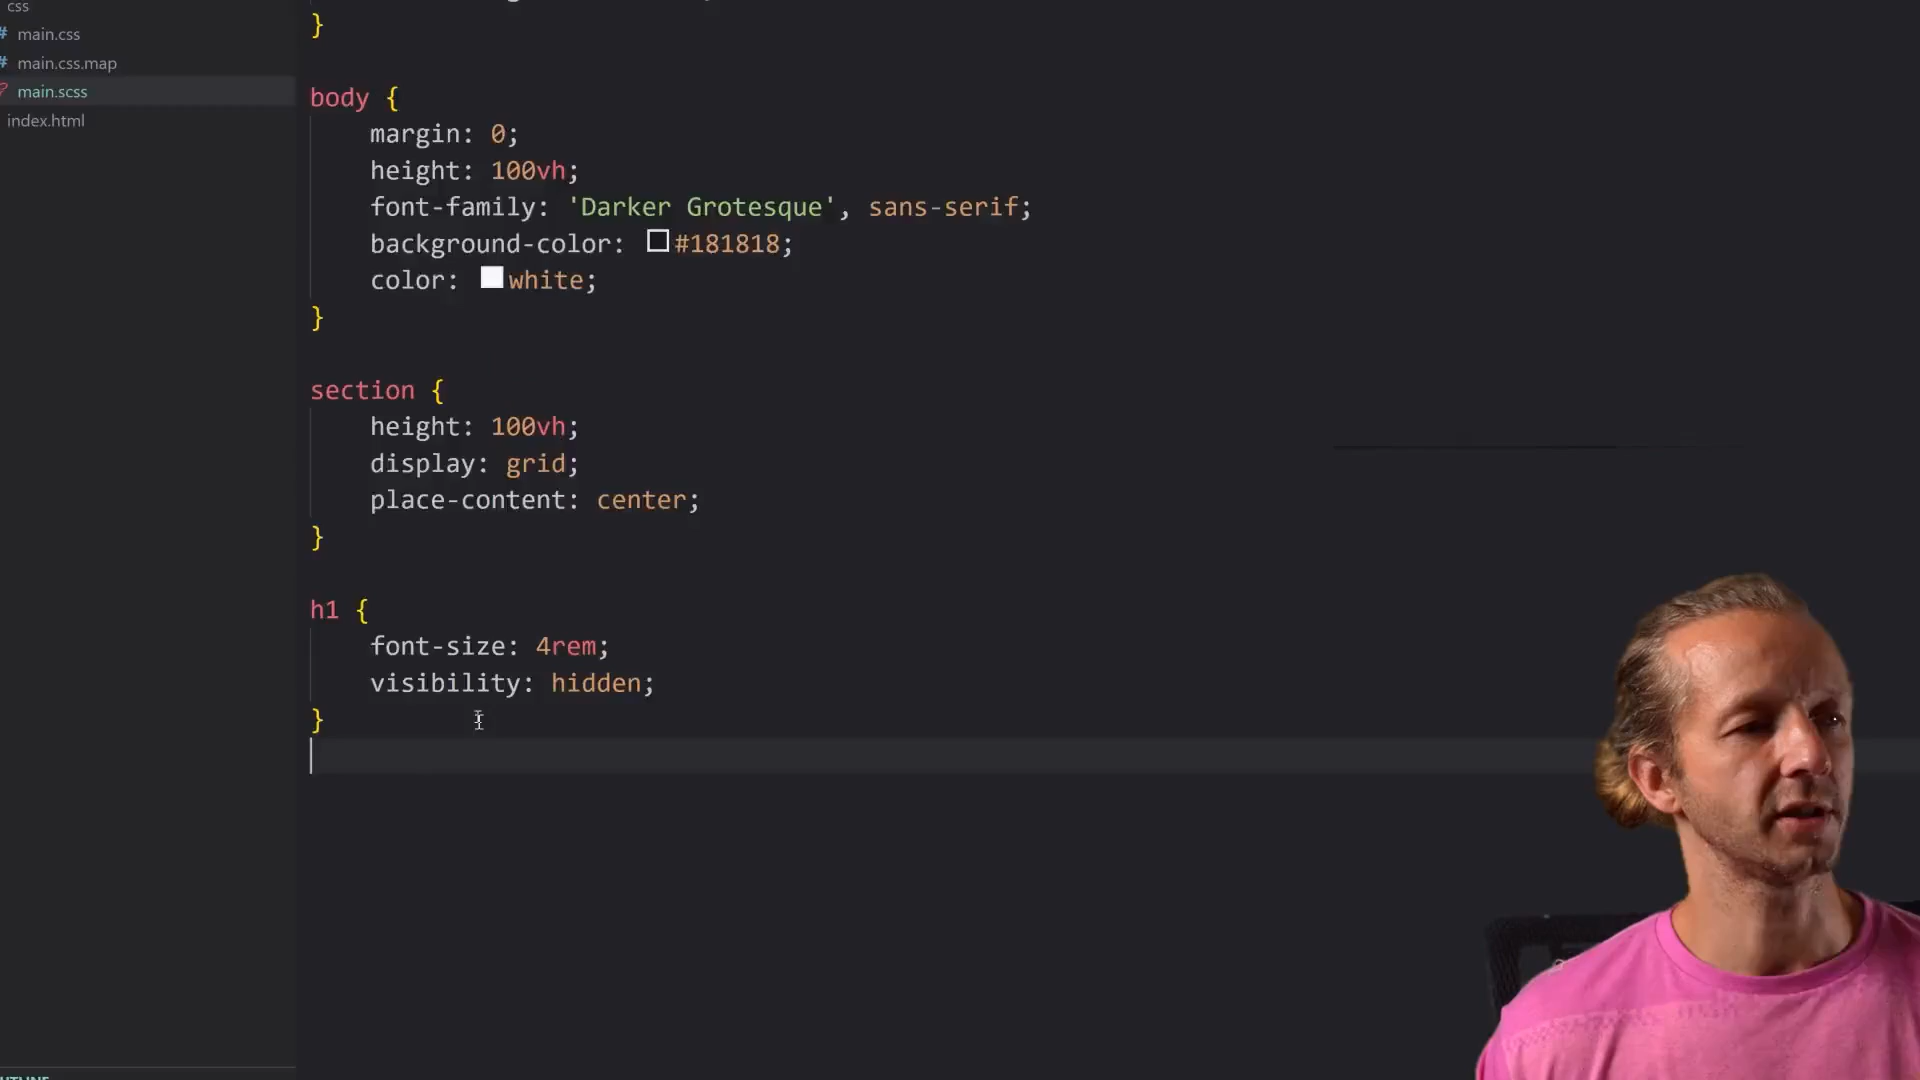 css
# main.css
# main.css.map
main.scss
index.html
}
body {
margin: 0;
height: 100vh;
font-family: 'Darker Grotesque', sans-serif;
background-color: #181818;
color: white;
}
section {
height: 100vh;
display: grid;
place-content: center;
}
h1 {
font-size: 4rem;
visibility: hidden;
}